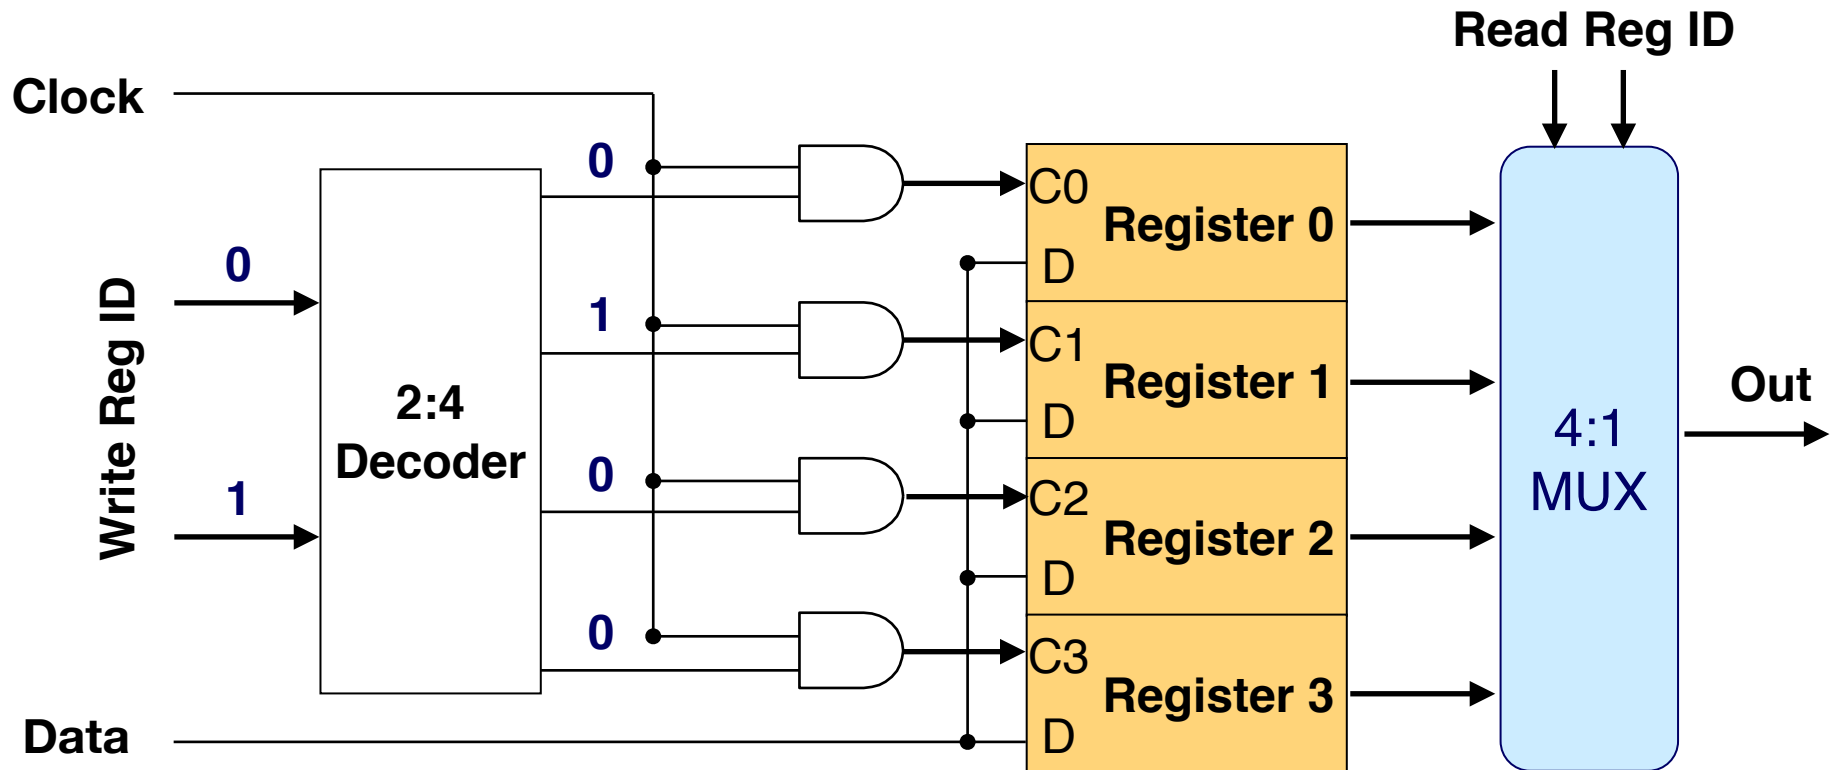 Read Reg ID
Clock
0
C0
Register 0
0
D
Write Reg ID
1
C1
Register 1
D
Out
2:4
Decoder
4:1
MUX
1
0
C2
Register 2
D
0
C3
Register 3
Data
D